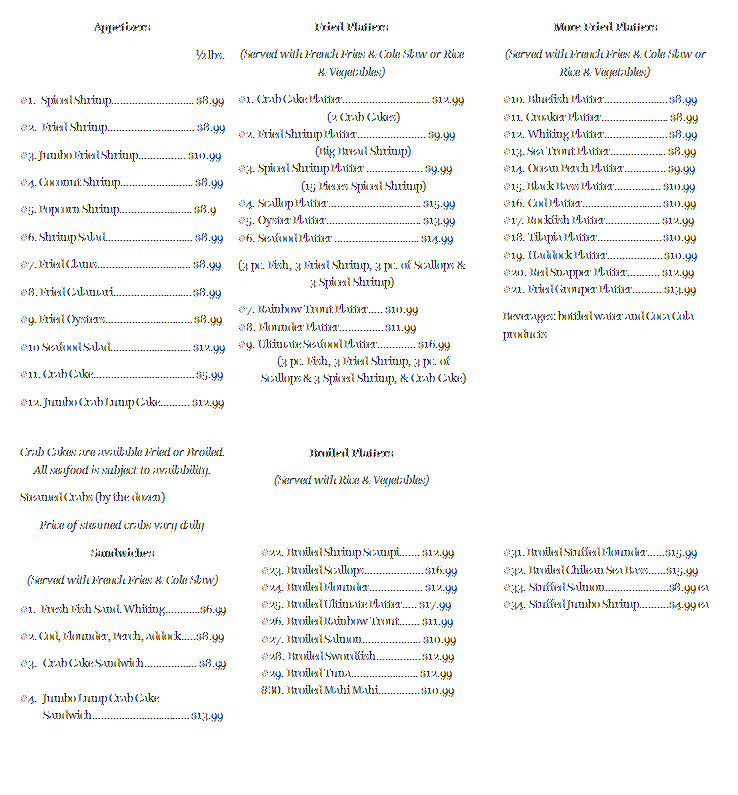 Appetizers
½ lbs.
#1. Spiced Shrimp.............................. $8.99
#2. Fried Shrimp................................ $8.99
#3. Jumbo Fried Shrimp................. $10.99
#4. Coconut Shrimp.......................... $8.99
#5. Popcorn Shrimp.......................... $8.9
#6. Shrimp Salad................................ $8.99
#7. Fried Clams.................................. $8.99
#8. Fried Calamari............................. $8.99
#9. Fried Oysters................................ $8.99
#10 Seafood Salad............................. $12.99
#11. Crab Cake..................................... $5.99
#12. Jumbo Crab Lump Cake........... $12.99
Crab Cakes are available Fried or Broiled.
All seafood is subject to availability.
Steamed Crabs (by the dozen)
Price of steamed crabs vary daily
Sandwiches
(Served with French Fries & Cole Slaw)
#1. Fresh Fish Sand. Whiting............$6.99
#2. Cod, Flounder, Perch, addock.....$8.99
#3. Crab Cake Sandwich................... $8.99
#4. Jumbo Lump Crab Cake
Sandwich................................... $13.99
Fried Platters
(Served with French Fries & Cole Slaw or Rice
& Vegetables)
#1. Crab Cake Platter................................ $12.99
(2 Crab Cakes)
#2. Fried Shrimp Platter......................... $9.99
(Big Bread Shrimp)
#3. Spiced Shrimp Platter ..................... $9.99
(15 Pieces Spiced Shrimp)
#4. Scallop Platter.................................. $15.99
#5. Oyster Platter................................... $13.99
#6. Seafood Platter ............................... $14.99
(3 pc. Fish, 3 Fried Shrimp, 3 pc. of Scallops &
3 Spiced Shrimp)
#7. Rainbow Trout Platter..... $10.99
#8. Flounder Platter................ $11.99
#9. Ultimate Seafood Platter.............. $16.99
(3 pc. Fish, 3 Fried Shrimp, 3 pc. of
Scallops & 3 Spiced Shrimp, & Crab Cake)
Broiled Platters
(Served with Rice & Vegetables)
#22. Broiled Shrimp Scampi........ $12.99
#23. Broiled Scallops...................... $16.99
#24. Broiled Flounder.................... $12.99
#25. Broiled Ultimate Platter...... $17.99
#26. Broiled Rainbow Trout........ $11.99
#27. Broiled Salmon...................... $10.99
#28. Broiled Swordfish................ $12.99
#29. Broiled Tuna........................ $12.99
830. Broiled Mahi Mahi............... $10.99
More Fried Platters
(Served with French Fries & Cole Slaw or
Rice & Vegetables)
#10. Bluefish Platter........................ $8.99
#11. Croaker Platter......................... $8.99
#12. Whiting Platter......................... $8.99
#13. Sea Trout Platter...................... $8.99
#14. Ocean Perch Platter................ $9.99
#15. Black Bass Platter.................. $10.99
#16. Cod Platter.............................. $10.99
#17. Rockfish Platter..................... $12.99
#18. Tilapia Platter........................ $10.99
#19. Haddock Platter..................... $10.99
#20. Red Snapper Platter............. $12.99
#21. Fried Grouper Platter............ $13.99
Beverages: bottled water and Coca Cola
products
#31. Broiled Stuffed Flounder.......$15.99
#32. Broiled Chilean Sea Bass......$15.99
#33. Stuffed Salmon........................$8.99 ea
#34. Stuffed Jumbo Shrimp...........$4.99 ea